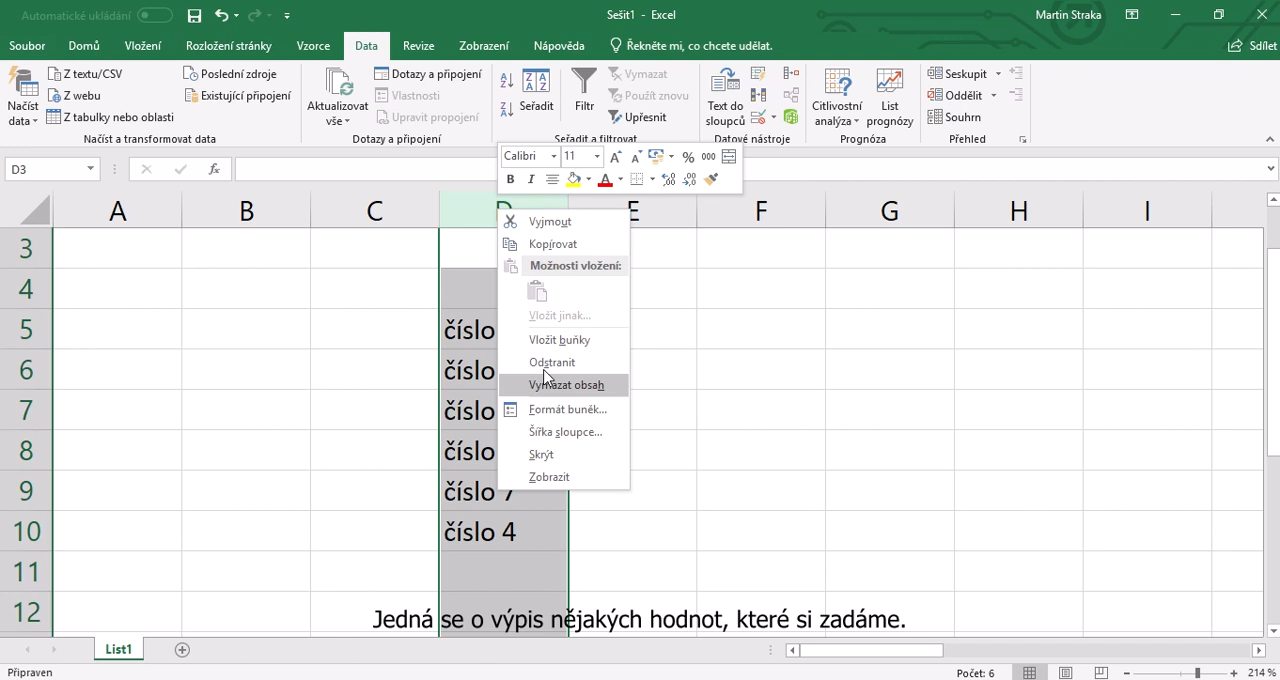 Automatické ukládání
Sešit1 - Excel
Martin Straka
Soubor Domů Vložení Rozložení stránky Vzorce Data Revize Zobrazení Nápověda Řekněte mi, co chcete udělat. Sdílet
Z textu/CSV
Z webu
Z tabulky nebo oblasti
Poslední zdroje
Existující připojení
Načíst
data
Načíst a transformovat data
Aktualizovat
vše
Dotazy a připojení
Vlastnosti
Upravit propojení
Dotazy a připojení
Seřadit
Filtr
Vymazat
Použít znovu
Upřesnit
Seřadit a filtrovat
Text do
sloupců
Datové nástroje
Citlivostní
analýza
List
prognózy
Prognóza
Seskupit
Oddělit
Souhrn
Přehled
D3
fx
Calibri 11
% 000
B I A
A B C D E F G H I
3
4
5 číslo
6 číslo
7 číslo
8 číslo
9 číslo 7
10 číslo 4
11
12
Vyjmout
Kopírovat
Možnosti vložení:
Vložit jinak...
Vložit buňky
Odstranit
Vymazat obsah
Formát buněk...
Šířka sloupce...
Skrýt
Zobrazit
Jedná se o výpis nějakých hodnot, které si zadáme.
List1
Připraven
Počet: 6
214 %